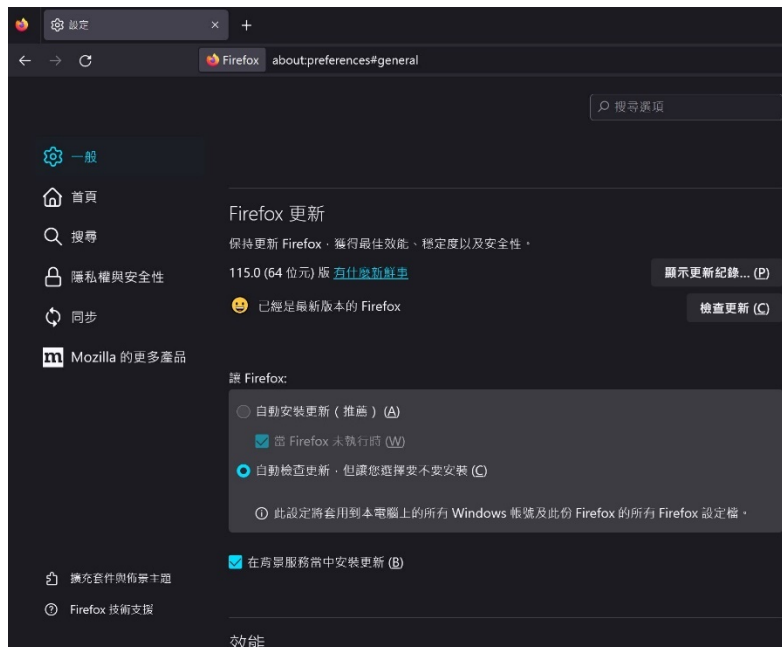 設定
Firefox about:preferences#general
搜尋選項
一般
首頁
搜尋
隱私權與安全性
同步
Mozilla 的更多產品
擴充套件與佈景主題
Firefox 技術支援
Firefox 更新
保持更新 Firefox，獲得最佳效能、穩定度以及安全性。
115.0 (64 位元) 版 有什麼新鮮事
顯示更新紀錄... (P)
已經是最新版本的 Firefox
檢查更新 (C)
讓 Firefox:
自動安裝更新（推薦） (A)
當 Firefox 未執行時 (W)
自動檢查更新，但讓您選擇要不要安裝 (C)
此設定將套用到本電腦上的所有 Windows 帳號及此份 Firefox 的所有 Firefox 設定檔。
在背景服務當中安裝更新 (B)
效能